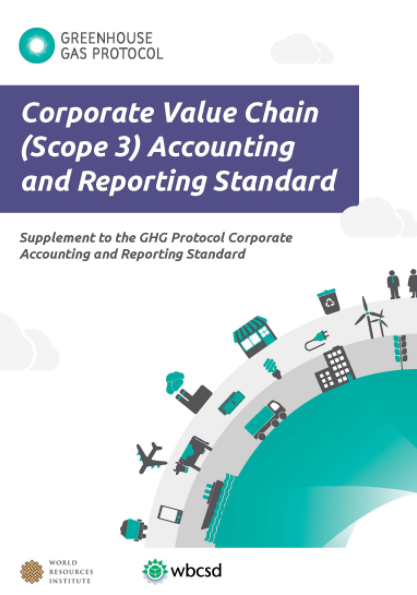 GREENHOUSE
GAS PROTOCOL
Corporate Value Chain
(Scope 3) Accounting
and Reporting Standard
Supplement to the GHG Protocol Corporate
Accounting and Reporting Standard
WORLD
RESOURCES
INSTITUTE
wbcsd